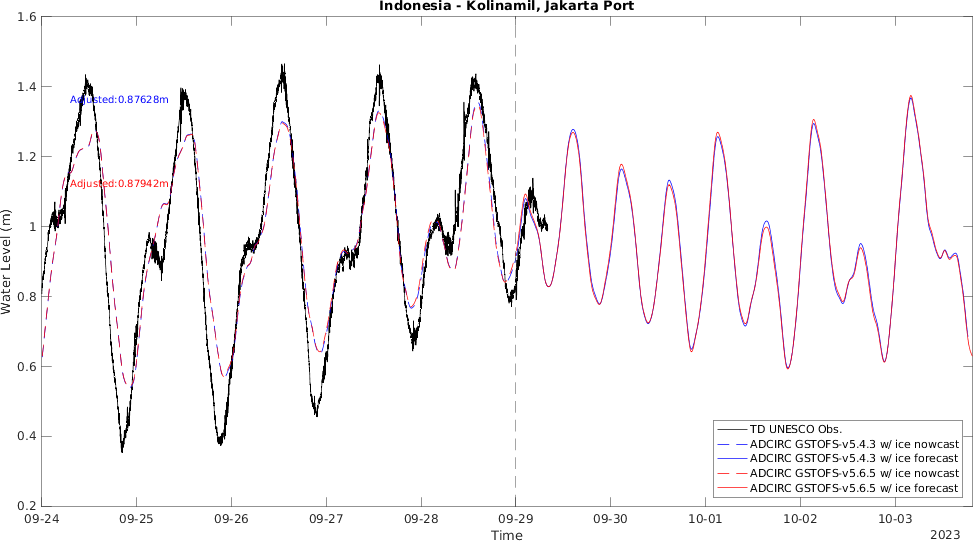 Indonesia - Kolinamil, Jakarta Port
1.6
1.4
1.2
1
0.8
0.6
0.4
0.2
Water Level (m)
Adjusted:0.87628m
Adjusted:0.87942m
TD UNESCO Obs.
ADCIRC GSTOFS-v5.4.3 w/ ice nowcast
ADCIRC GSTOFS-v5.4.3 w/ ice forecast
ADCIRC GSTOFS-v5.6.5 w/ ice nowcast
ADCIRC GSTOFS-v5.6.5 w/ ice forecast
09-24 09-25 09-26 09-27 09-28 09-29 09-30 10-01 10-02 10-03
Time
2023